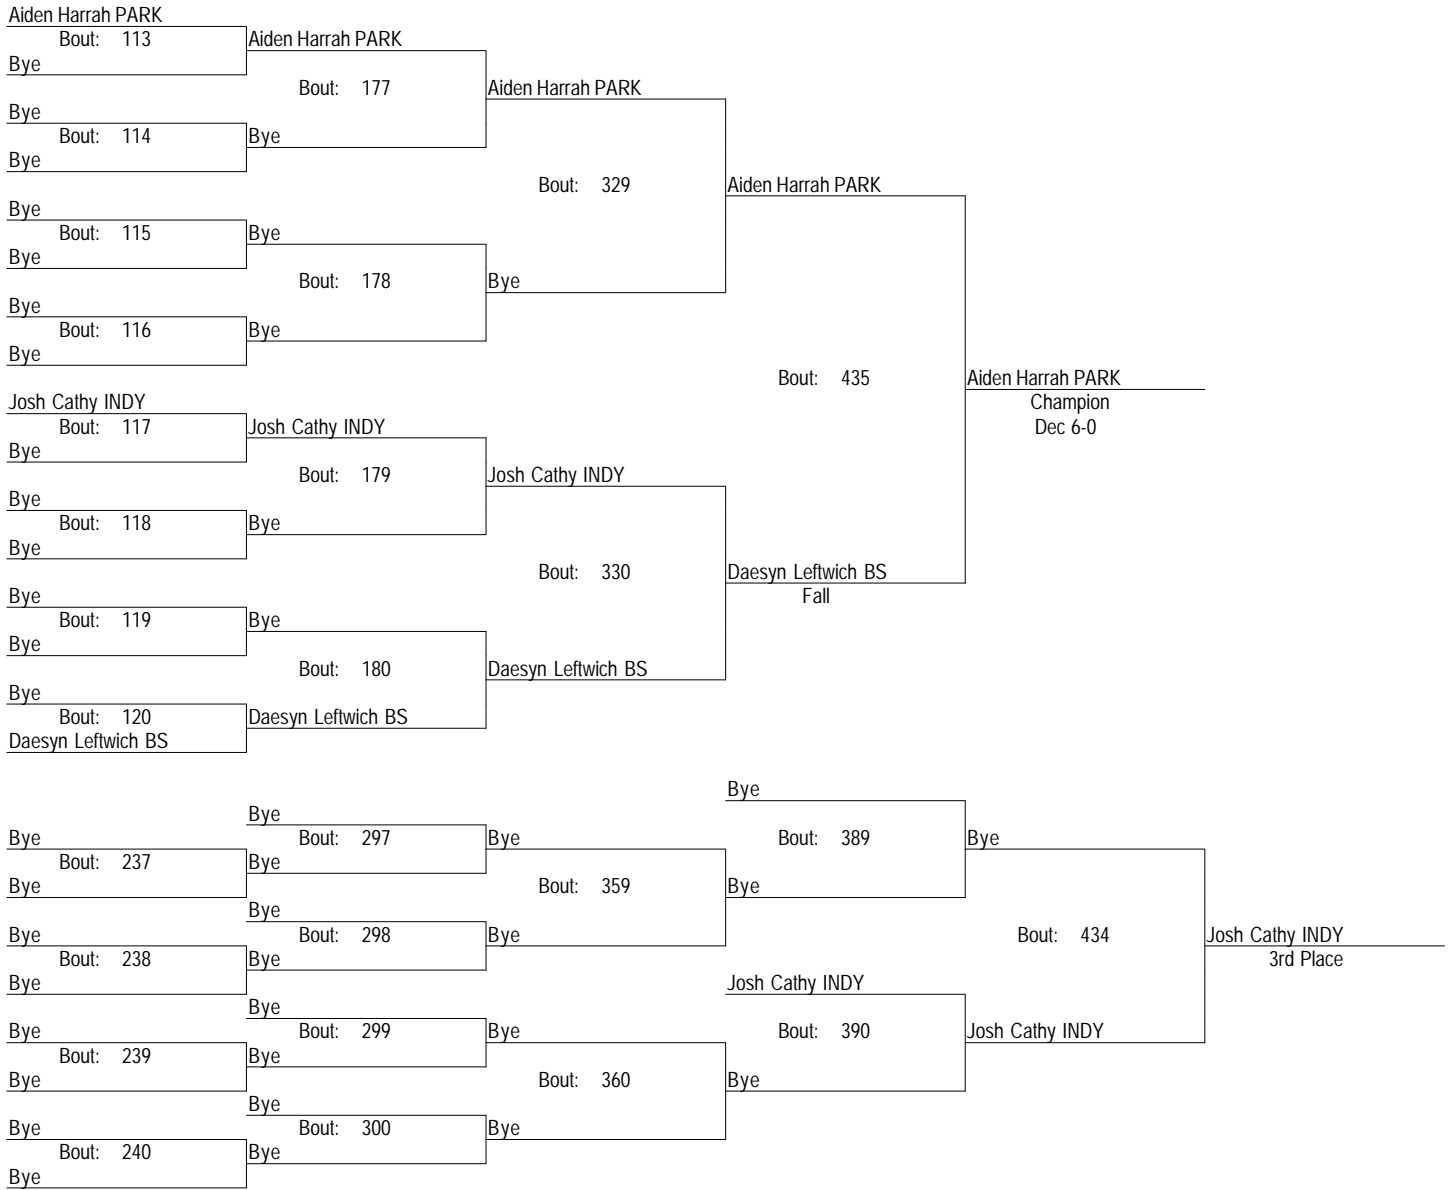 Aiden Harrah PARK
Bout: 113 Aiden Harrah PARK
Bye
Bout: 177 Aiden Harrah PARK
Bye
Bout: 114 Bye
Bye
Bout: 329 Aiden Harrah PARK
Bye
Bout: 115 Bye
Bye
Bout: 178 Bye
Bye
Bout: 116 Bye
Bye
Bout: 435 Aiden Harrah PARK
Champion
Dec 6-0
Josh Cathy INDY
Bout: 117 Josh Cathy INDY
Bye
Bout: 179 Josh Cathy INDY
Bye
Bout: 118 Bye
Bye
Bout: 330 Daesyn Leftwich BS
Fall
Bye
Bout: 119 Bye
Bye
Bout: 180 Daesyn Leftwich BS
Bye
Bout: 120 Daesyn Leftwich BS
Daesyn Leftwich BS
Bye
Bye
Bye Bout: 297 Bye Bout: 389 Bye
Bout: 237 Bye
Bye Bout: 359 Bye
Bye
Bye Bout: 298 Bye Bout: 434 Josh Cathy INDY
Bout: 238 Bye 3rd Place
Bye Josh Cathy INDY
Bye
Bye Bout: 299 Bye Bout: 390 Josh Cathy INDY
Bout: 239 Bye
Bye Bout: 360 Bye
Bye
Bye Bout: 300 Bye
Bout: 240 Bye
Bye